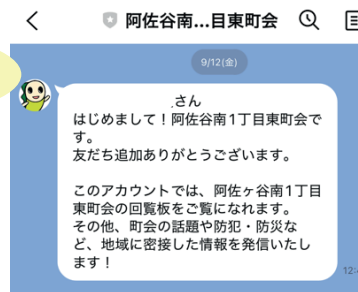 阿佐谷南...目東町会
9/12(金)
さん
はじめまして！阿佐谷南1丁目東町会で
す。
友だち追加ありがとうございます。
このアカウントでは、阿佐ヶ谷南1丁目
東町会の回覧板をご覧になれます。
その他、町会の話題や防犯・防災な
ど、地域に密接した情報を発信いたし
ます！